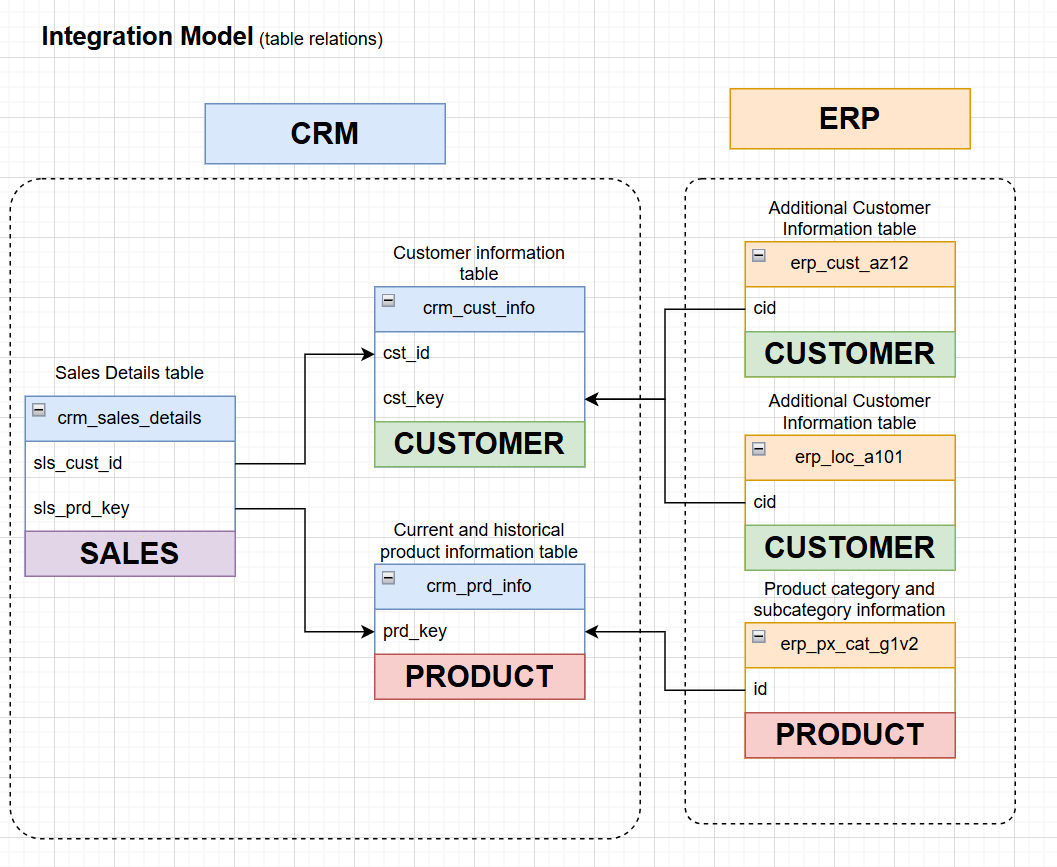 Integration Model (table relations)
CRM
ERP
Sales Details table
crm_sales_details
sls_cust_id
sls_prd_key
SALES
Customer information
table
crm_cust_info
cst_id
cst_key
CUSTOMER
Current and historical
product information table
crm_prd_info
prd_key
PRODUCT
Additional Customer
Information table
erp_cust_az12
cid
CUSTOMER
Additional Customer
Information table
erp_loc_a101
cid
CUSTOMER
Product category and
subcategory information
erp_px_cat_g1v2
id
PRODUCT